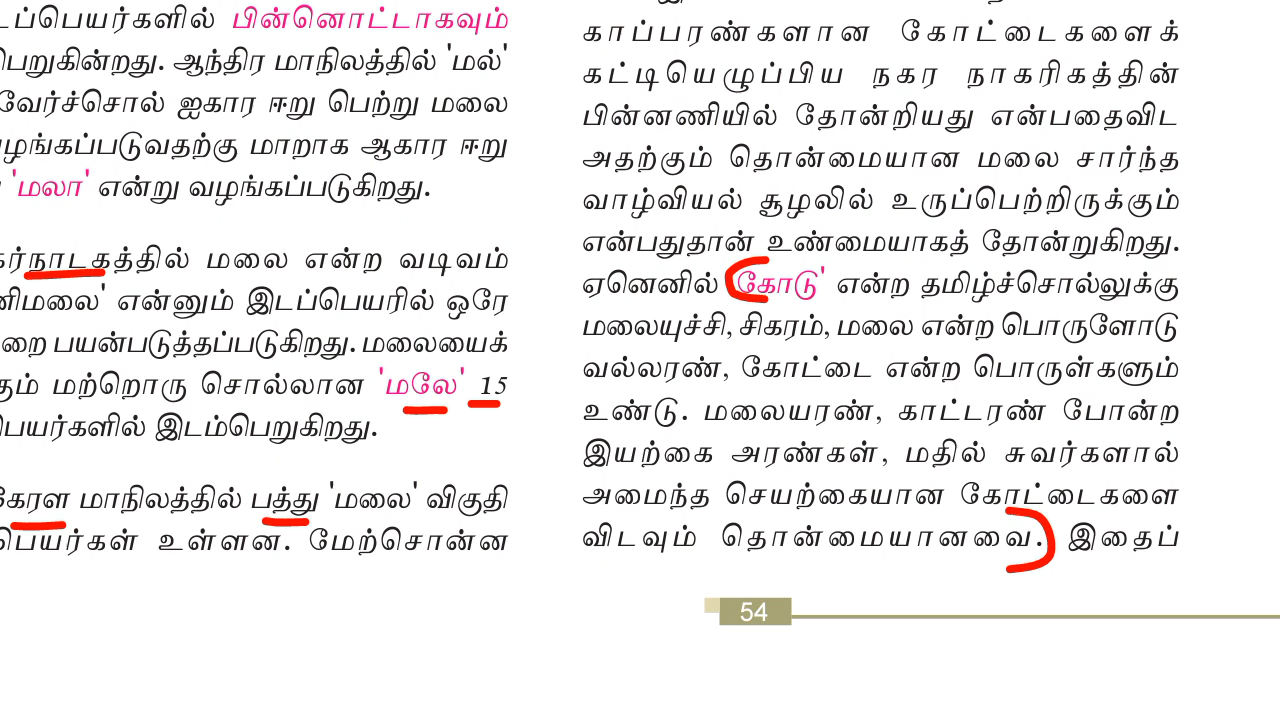 டப்பெயர்களில் பின்னொட்டாகவும்
பெறுகின்றது. ஆந்திர மாநிலத்தில் 'மல்'
வேர்ச்சொல் ஐகார ஈறு பெற்று மலை
ழங்கப்படுவதற்கு மாறாக ஆகார ஈறு
'மலா' என்று வழங்கப்படுகிறது.
கர்நாடகத்தில் மலை என்ற வடிவம்
னிமலை' என்னும் இடப்பெயரில் ஒரே
றை பயன்படுத்தப்படுகிறது. மலையைக்
கும் மற்றொரு சொல்லான 'மலே' 15
பெயர்களில் இடம்பெறுகிறது.
கேரள மாநிலத்தில் பத்து 'மலை' விகுதி
பெயர்கள் உள்ளன. மேற்சொன்ன
காப்பரண்களான கோட்டைகளைக்
கட்டியெழுப்பிய நகர நாகரிகத்தின்
பின்னணியில் தோன்றியது என்பதைவிட
அதற்கும் தொன்மையான மலை சார்ந்த
வாழ்வியல் சூழலில் உருப்பெற்றிருக்கும்
என்பதுதான் உண்மையாகத் தோன்றுகிறது.
ஏனெனில் கோடு' என்ற தமிழ்ச்சொல்லுக்கு
மலையுச்சி, சிகரம், மலை என்ற பொருளோடு
வல்லரண், கோட்டை என்ற பொருள்களும்
உண்டு. மலையரண், காட்டரண் போன்ற
இயற்கை அரண்கள், மதில் சுவர்களால்
அமைந்த செயற்கையான கோட்டைகளை
விடவும் தொன்மையானவை. இதைப்
54